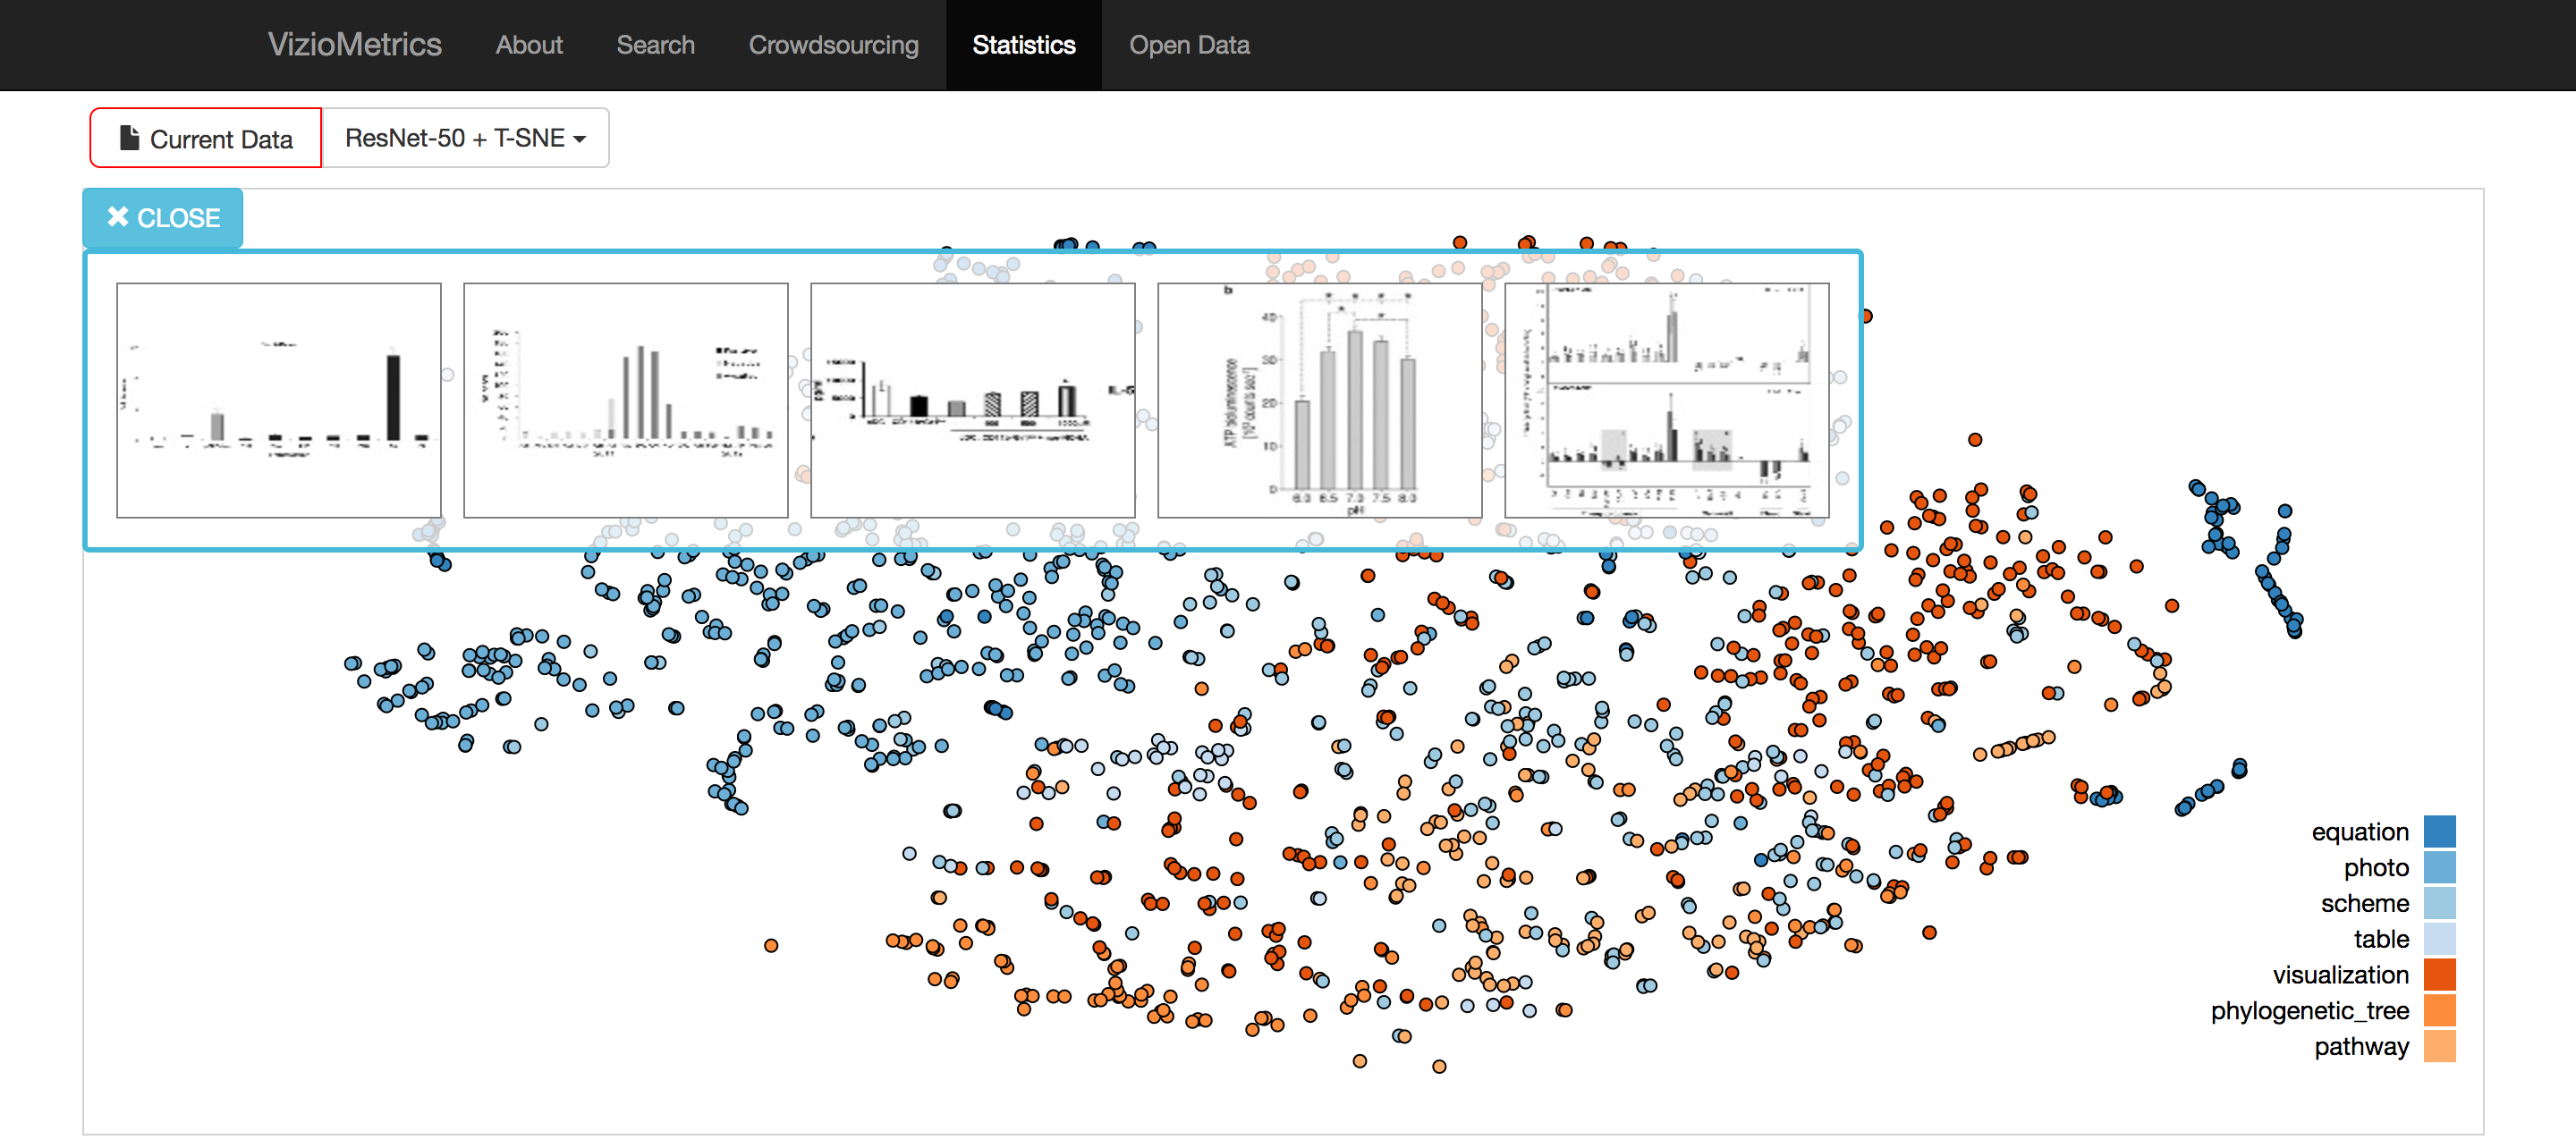 VizioMetrics About Search Crowdsourcing Statistics Open Data
Current Data ResNet-50 + T-SNE
CLOSE
b
ATP bioluminescence
[10³ counts sec⁻¹]
40
30
20
10
0
6.0 6.5 7.0 7.5 8.0
pH
equation
photo
scheme
table
visualization
phylogenetic_tree
pathway